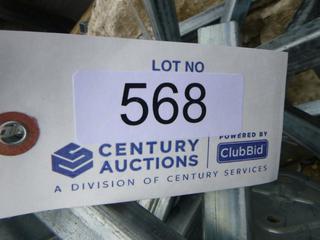 LOT NO
568
CENTURY
AUCTIONS
POWERED BY
ClubBid
A DIVISION OF CENTURY SERVICES